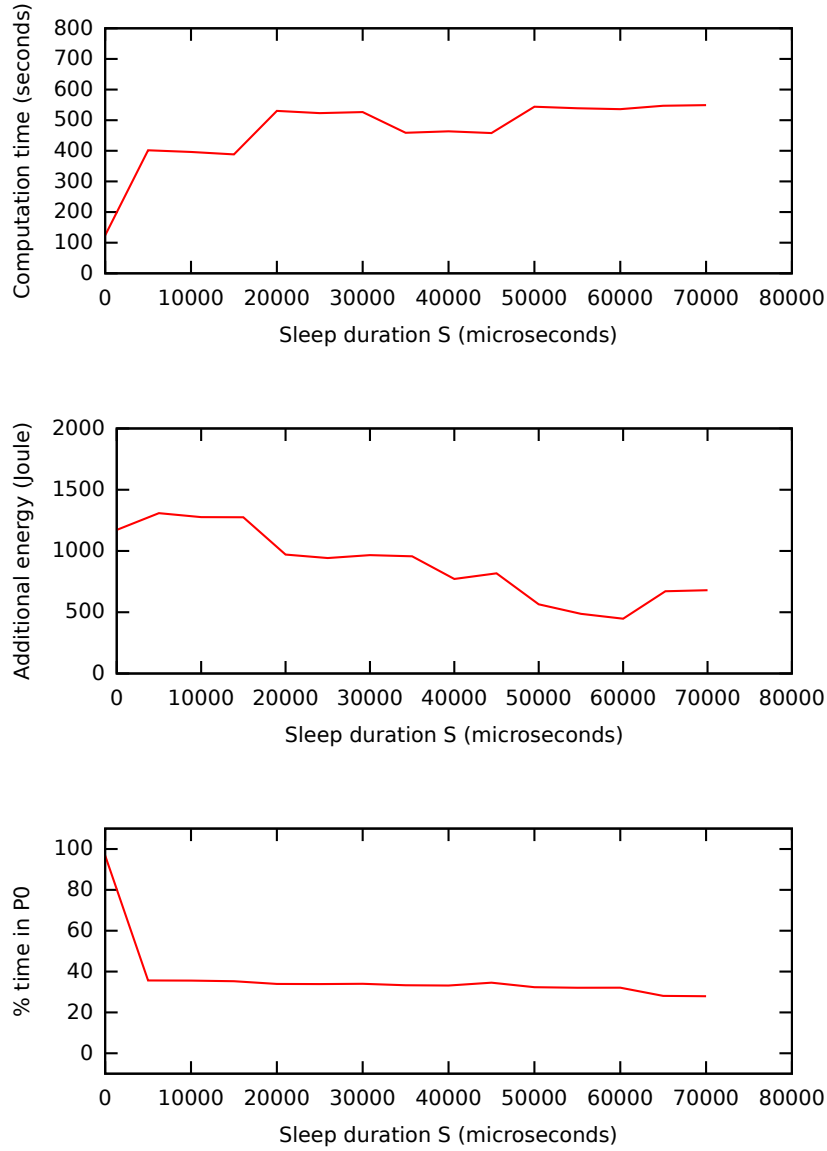 Computation time (seconds)
800
700
600
500
400
300
200
100
0
0 10000 20000 30000 40000 50000 60000 70000 80000
Sleep duration S (microseconds)
Additional energy (Joule)
2000
1500
1000
500
0
0 10000 20000 30000 40000 50000 60000 70000 80000
Sleep duration S (microseconds)
% time in P0
100
80
60
40
20
0
0 10000 20000 30000 40000 50000 60000 70000 80000
Sleep duration S (microseconds)